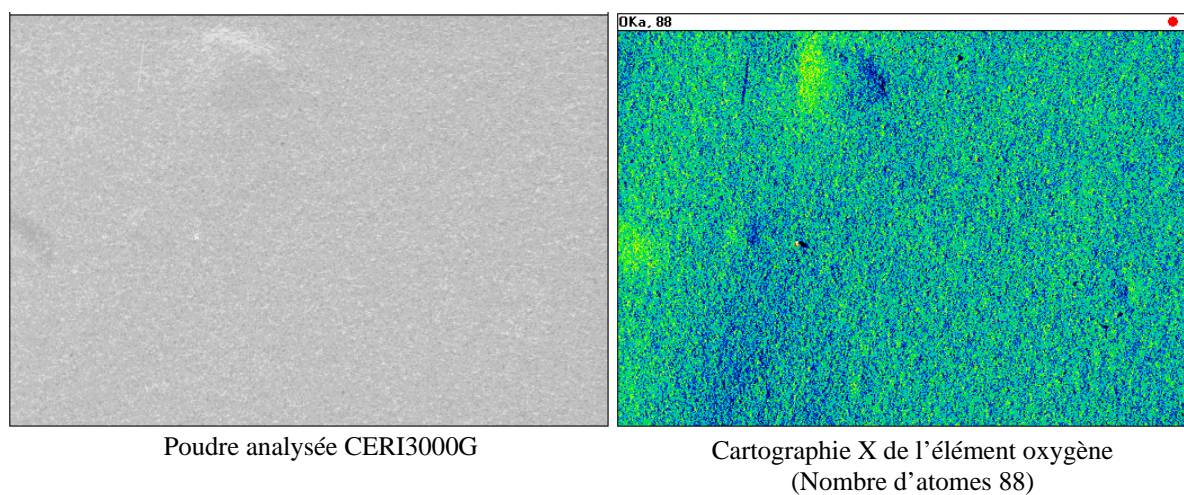 OKa, 88
Poudre analysée CERI3000G
Cartographie X de l'élément oxygène
(Nombre d'atomes 88)